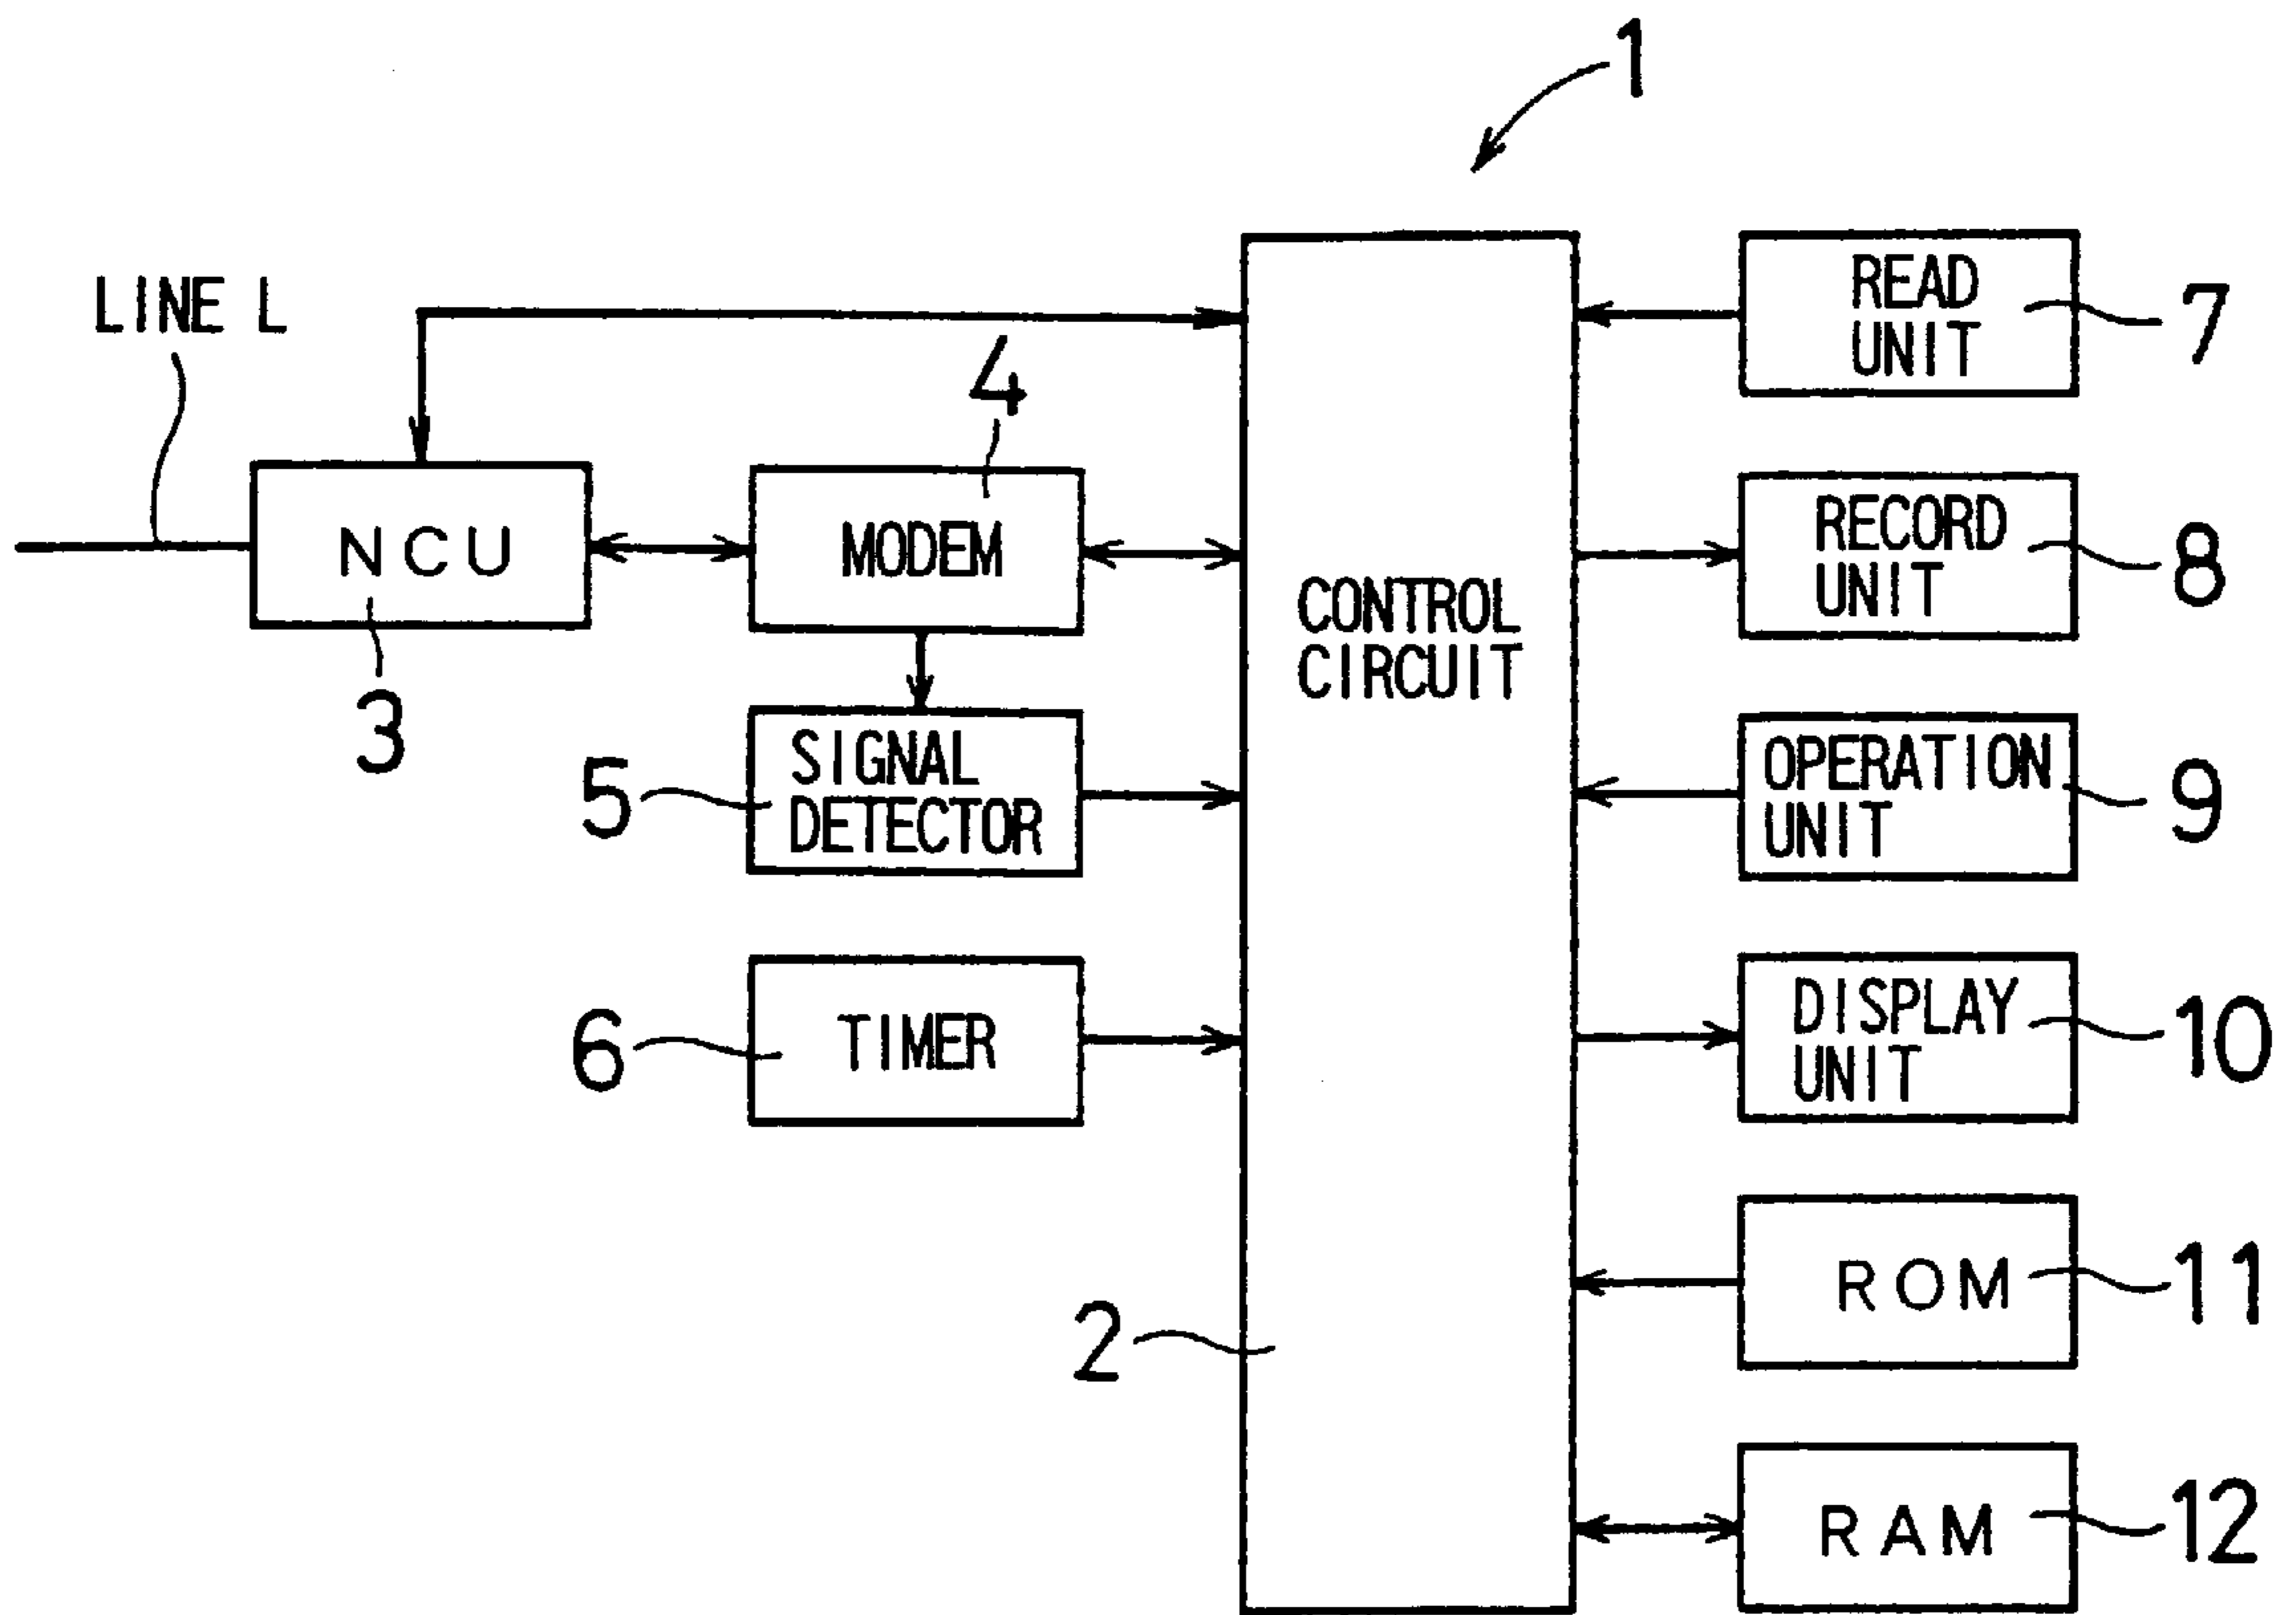 1
LINE L
4
READ
UNIT
7
NCU
MODEM
RECORD
UNIT
8
3
CONTROL
CIRCUIT
5
SIGNAL
DETECTOR
OPERATION
UNIT
9
6
TIMER
DISPLAY
UNIT
10
2
ROM
11
RAM
12